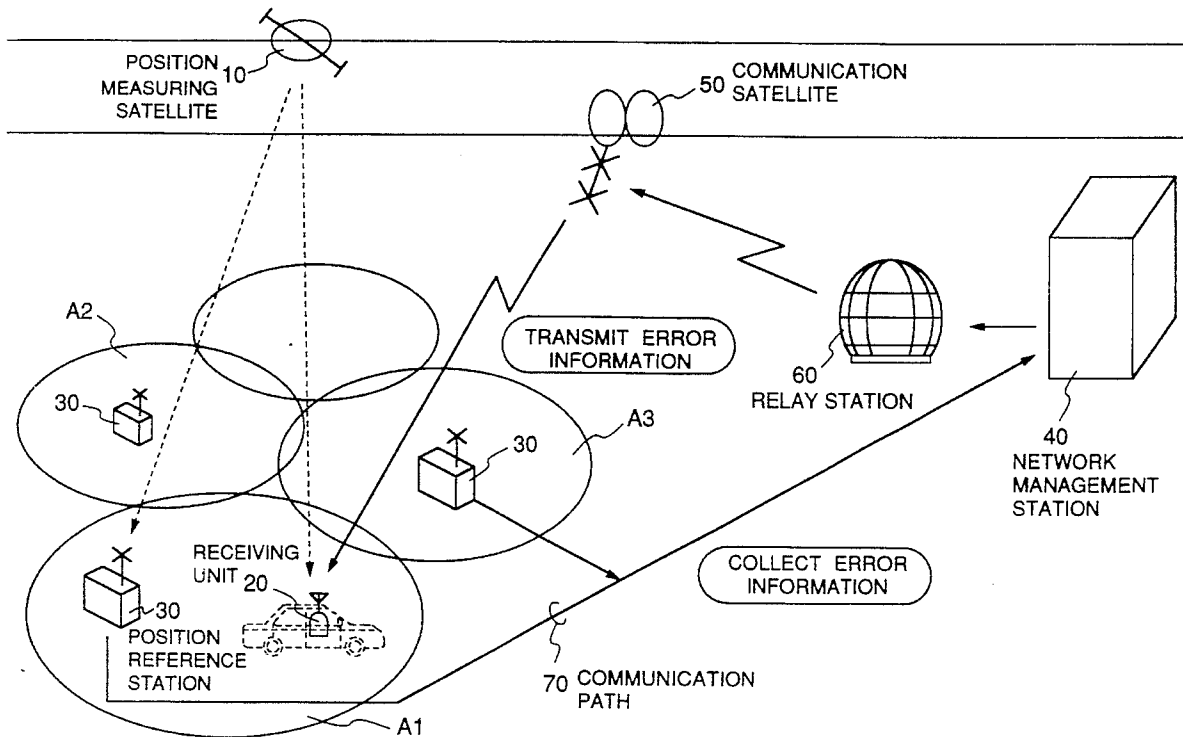 POSITION
MEASURING
SATELLITE
10
50
COMMUNICATION
SATELLITE
A2
30
TRANSMIT ERROR
INFORMATION
60
RELAY STATION
A3
30
40
NETWORK
MANAGEMENT
STATION
RECEIVING
UNIT
20
COLLECT ERROR
INFORMATION
30
POSITION
REFERENCE
STATION
70
COMMUNICATION
PATH
A1